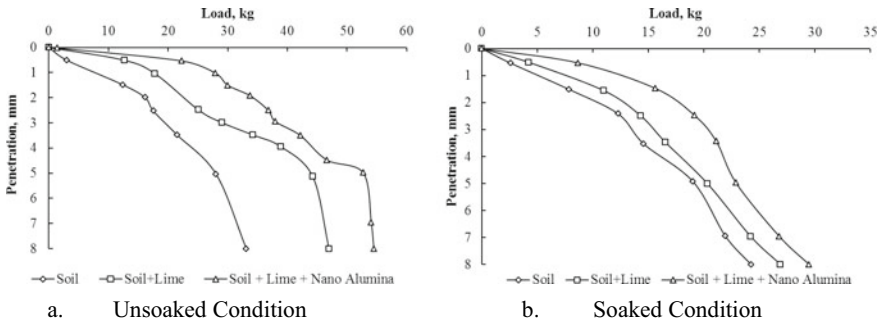 Load, kg
0 10 20 30 40 50 60
Penetration, mm
0
1
2
3
4
5
6
7
8
Soil Soil+Lime Soil + Lime + Nano Alumina
a. Unsoaked Condition
Load, kg
0 5 10 15 20 25 30 35
Penetration, mm
0
1
2
3
4
5
6
7
8
Soil Soil+Lime Soil + Lime + Nano Alumina
b. Soaked Condition